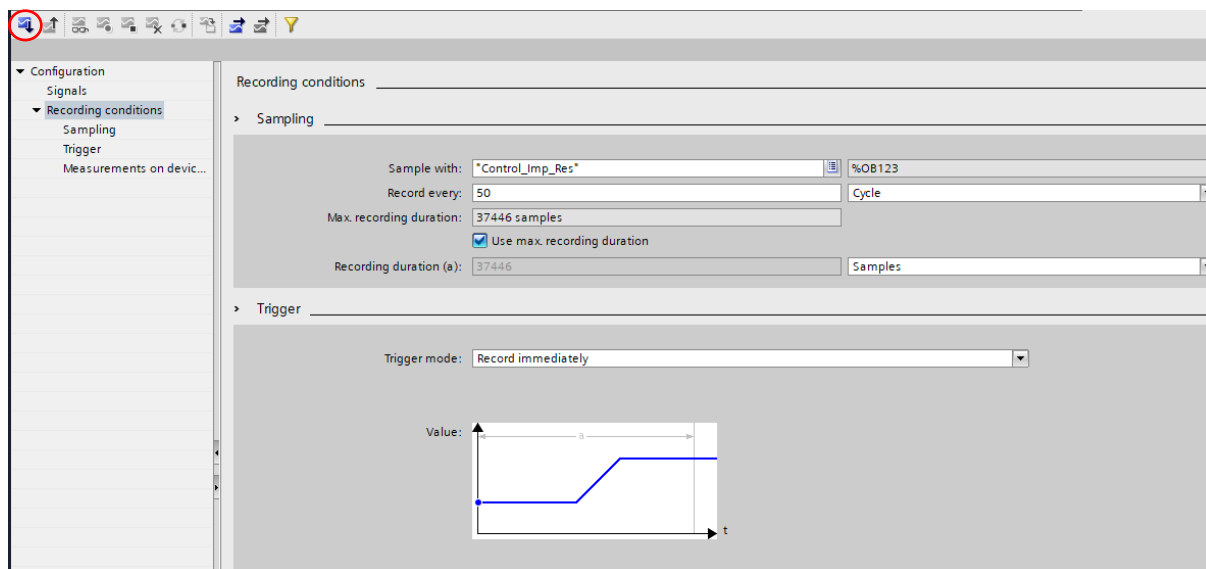 Configuration
Signals
Recording conditions
Sampling
Trigger
Measurements on devic...
Recording conditions
Sampling
Sample with: "Control_Imp_Res" %OB123
Record every: 50 Cycle
Max. recording duration: 37446 samples
Use max. recording duration
Recording duration (a): 37446 Samples
Trigger
Trigger mode: Record immediately
Value:
a
t